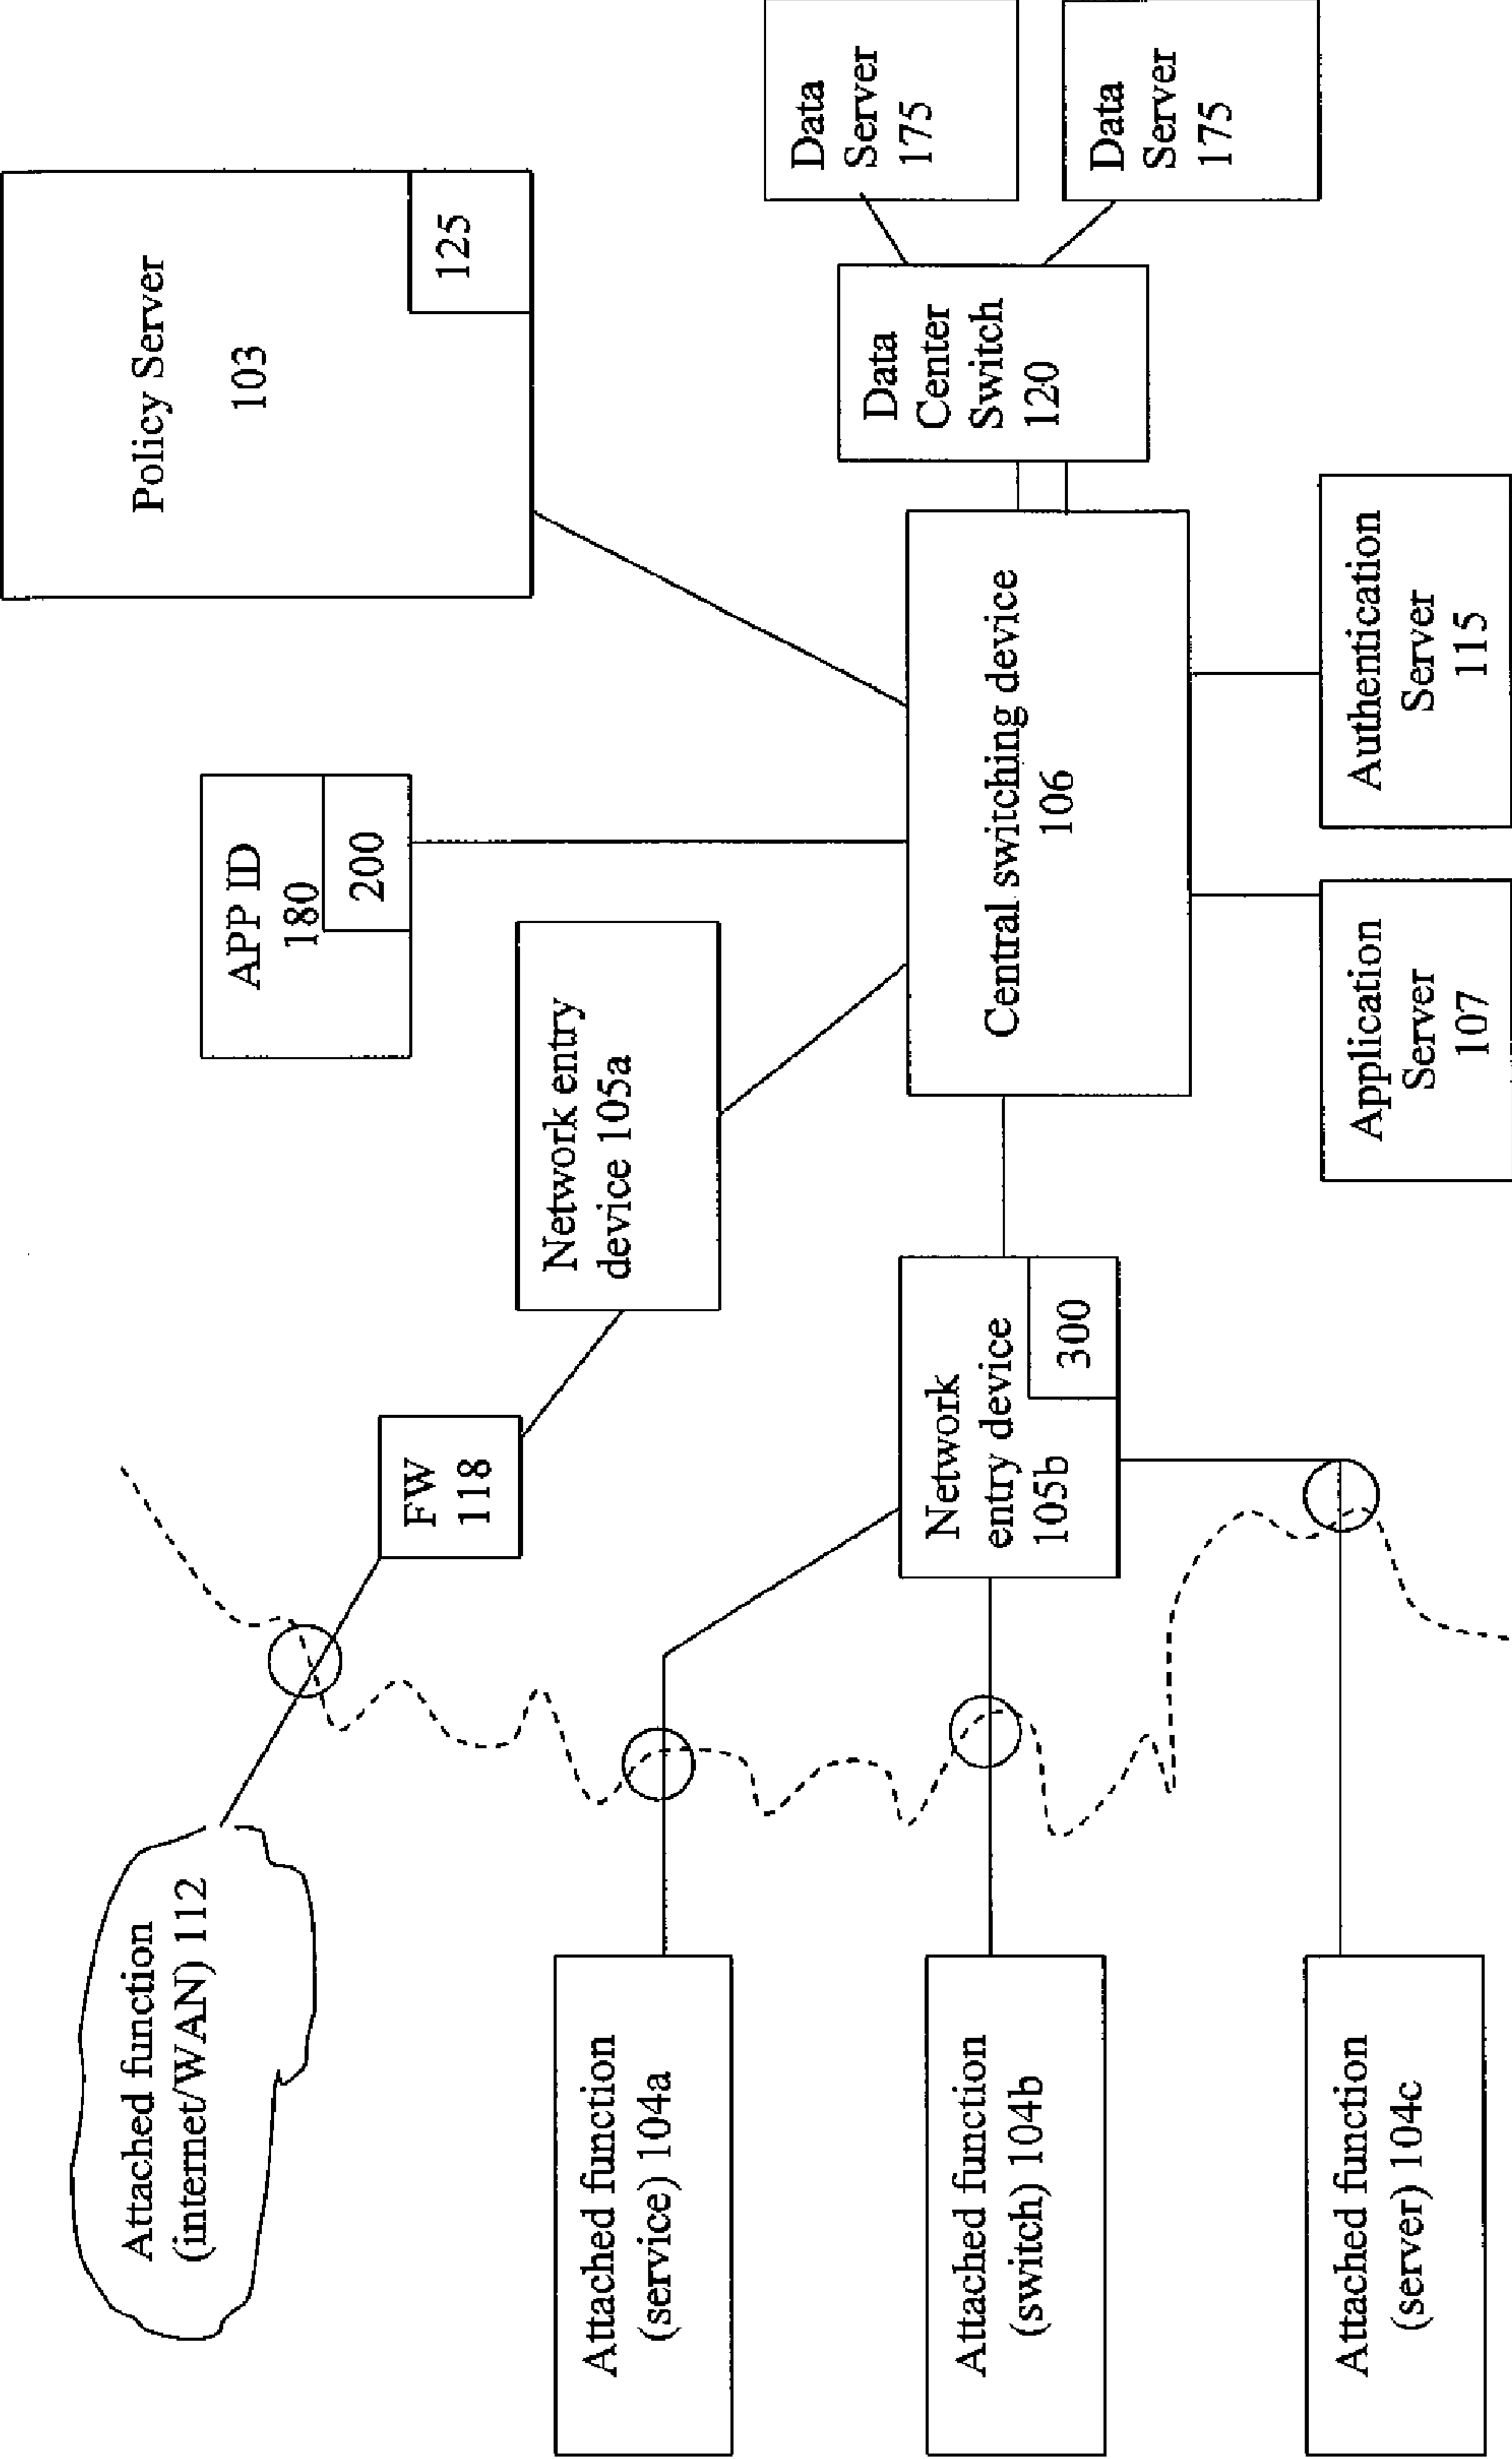 Attached function
(internet/WAN) 112
FW
118
APP ID
180
200
Policy Server
103
125
Network entry
device 105a
Attached function
(service) 104a
Attached function
(switch) 104b
Attached function
(server) 104c
Network
entry device
105b
300
Central switching device
106
Data
Center
Switch
120
Data
Server
175
Data
Server
175
Application
Server
107
Authentication
Server
115